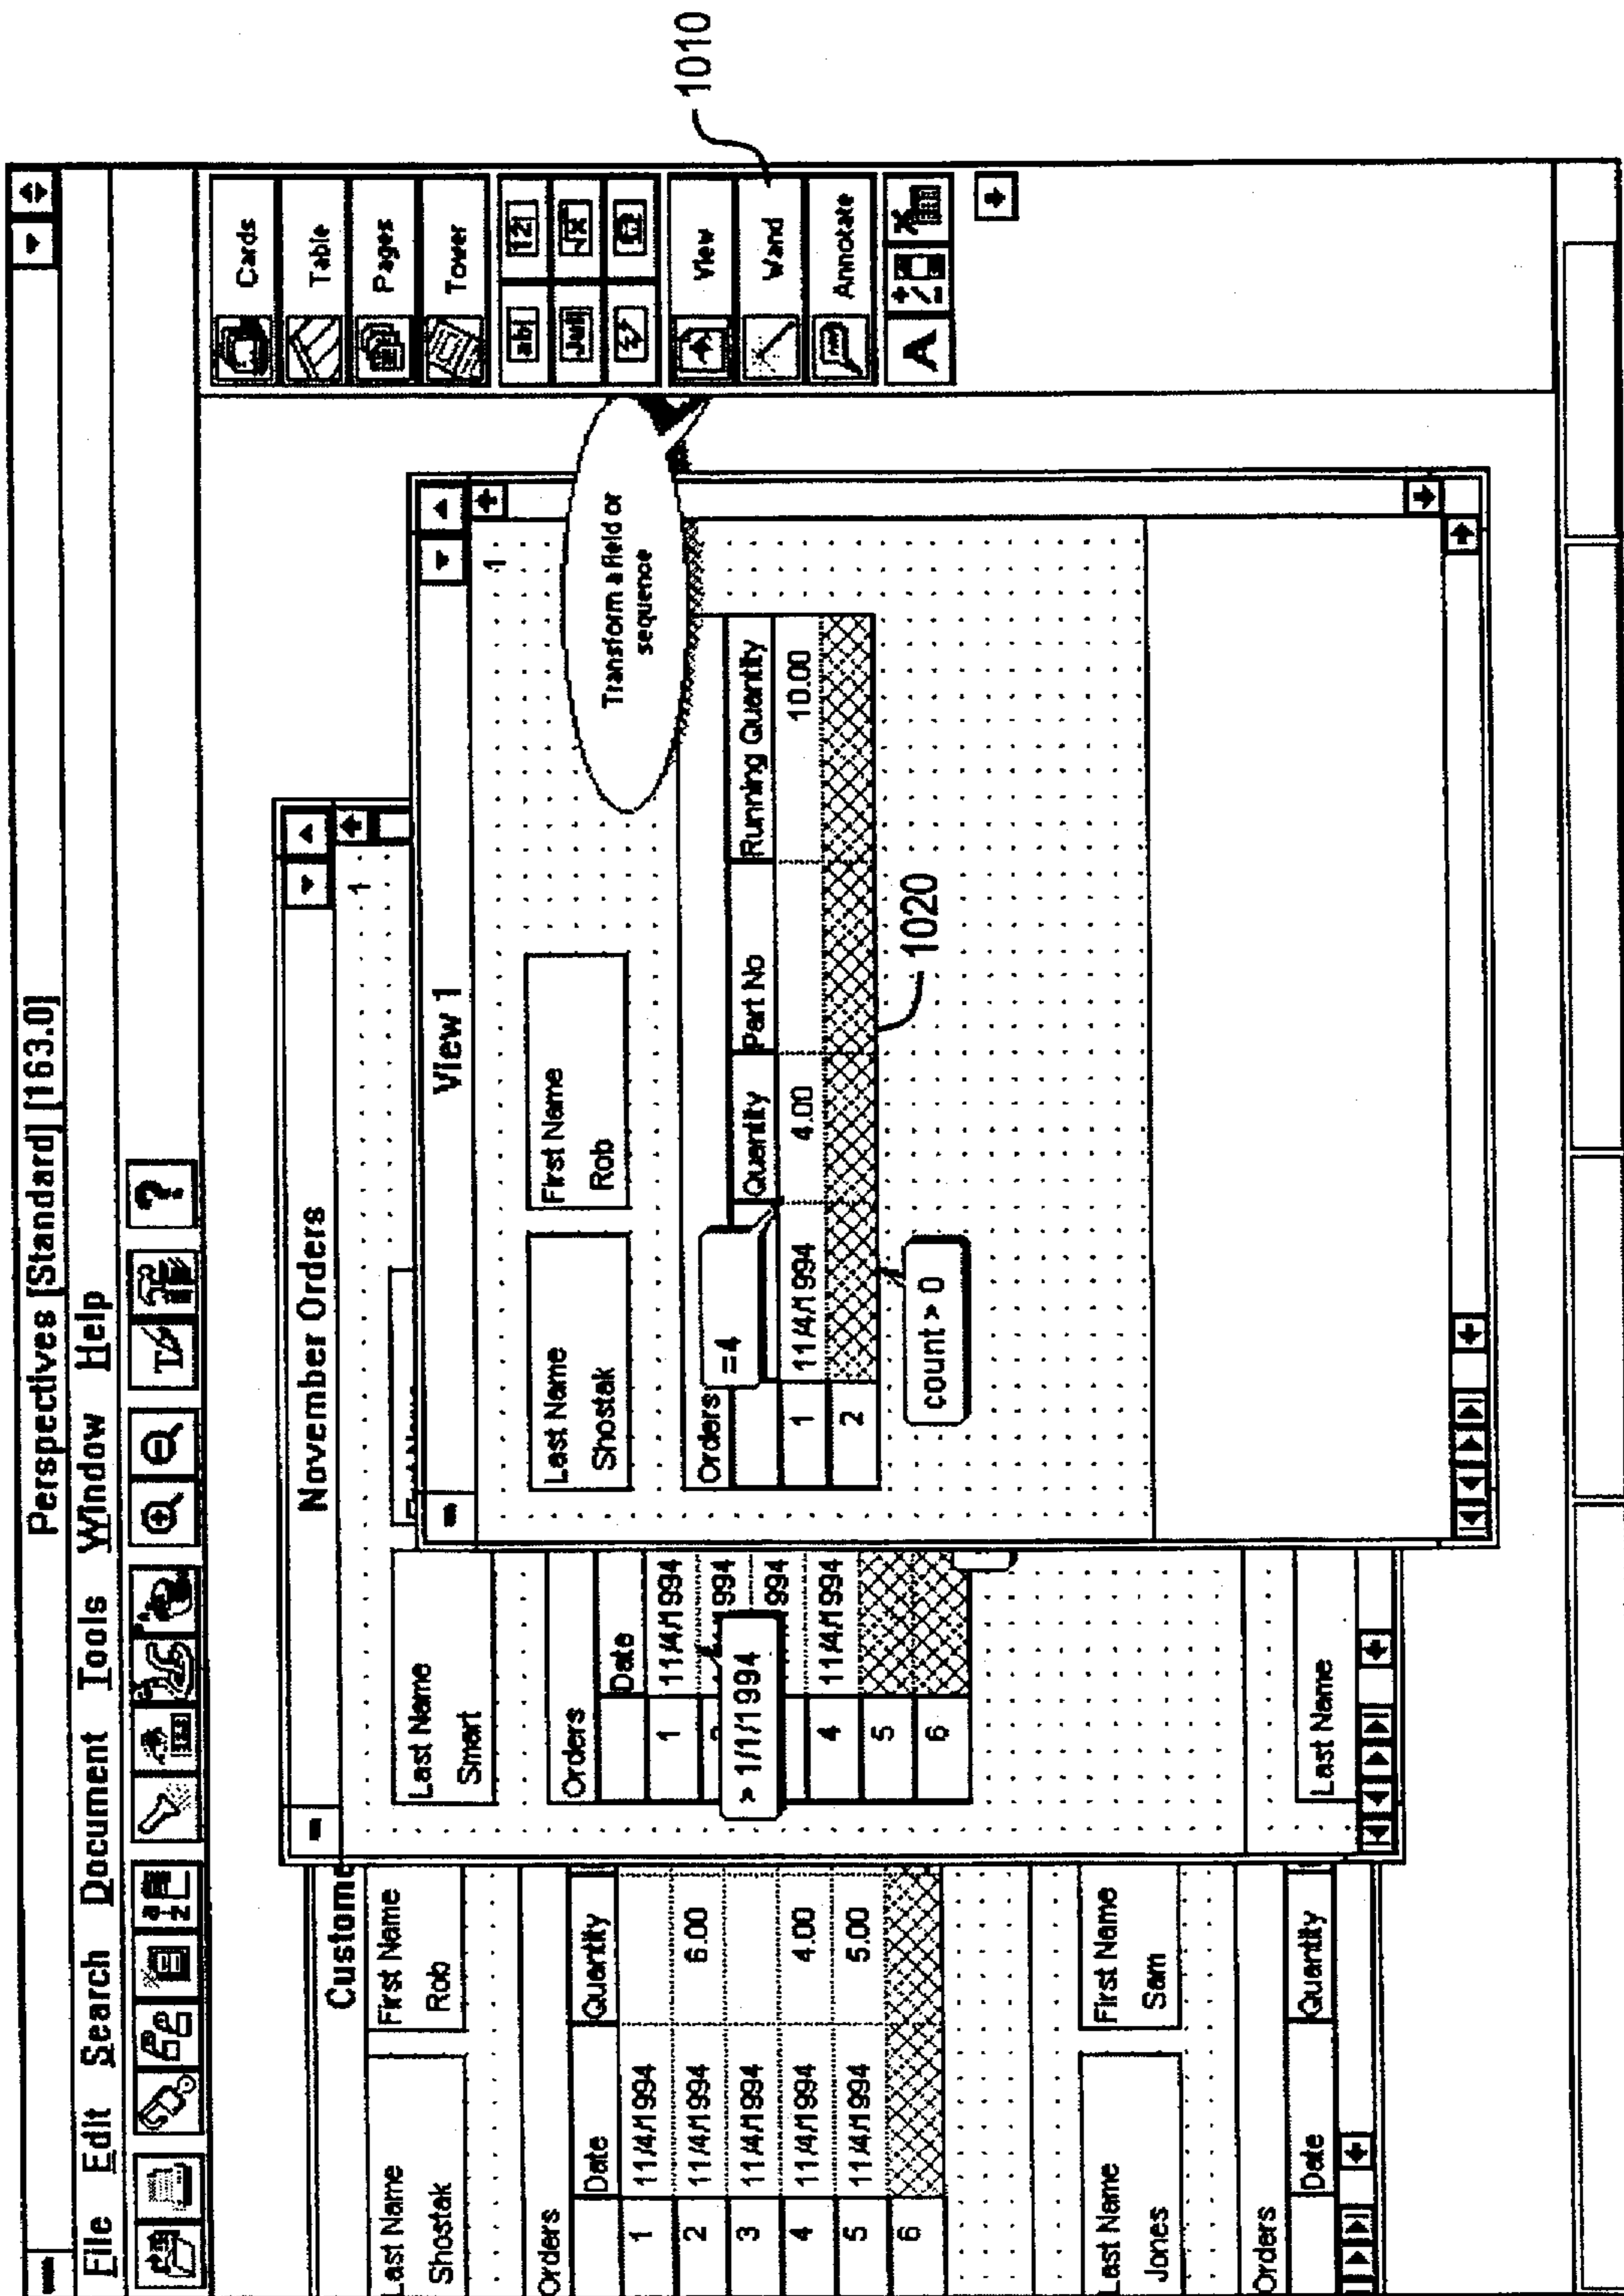 Perspectives [Standard] [163.0]
File Edit Search Document Tools Window Help
?
Custome
Last Name
Shostak
First Name
Rob
Orders
Date Quantity
1 11/4/1994
2 11/4/1994 6.00
3 11/4/1994
4 11/4/1994 4.00
5 11/4/1994 5.00
6
Last Name
Jones
First Name
Sam
Orders
Date Quantity
November Orders
1
Last Name
Smart
Orders
Date
1 11/4/1994
994
994
4 11/4/1994
5
6
> 1/1/1994
Last Name
View 1
1
Last Name
Shostak
First Name
Rob
Orders
=4
Quantity Part No Running Quantity
1 11/4/1994 4.00 10.00
2
count > 0
1020
Transform a field or
sequence
Cards
Table
Pages
Tower
ab 12
View
Wand
Annotate
A
1010